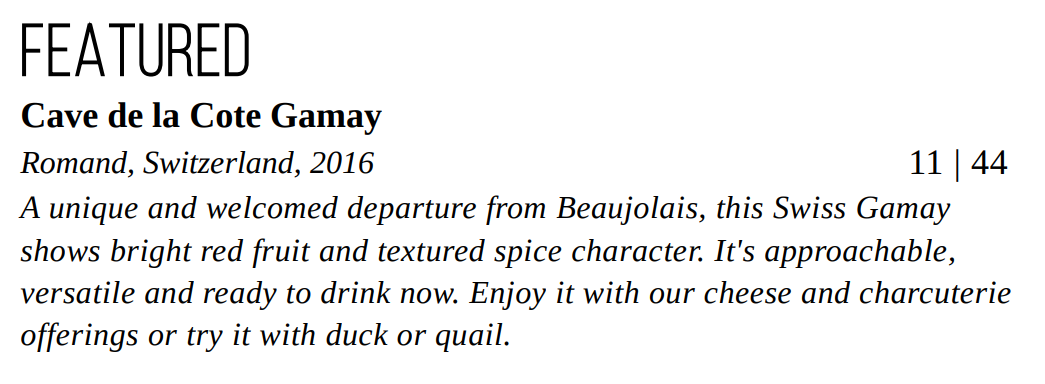 FEATURED
Cave de la Cote Gamay
Romand, Switzerland, 2016 11 | 44
A unique and welcomed departure from Beaujolais, this Swiss Gamay
shows bright red fruit and textured spice character. It's approachable,
versatile and ready to drink now. Enjoy it with our cheese and charcuterie
offerings or try it with duck or quail.